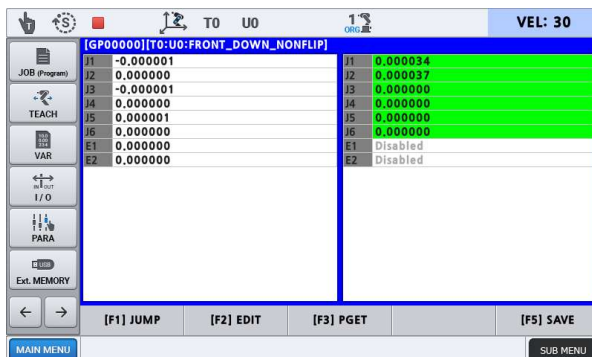 S T0 U0 1 ORG VEL: 30
[GP00000][T0:U0:FRONT_DOWN_NONFLIP]
J1 -0.000001 J1 0.000034
J2 0.000000 J2 0.000037
J3 -0.000001 J3 0.000000
J4 0.000000 J4 0.000000
J5 0.000001 J5 0.000000
J6 0.000000 J6 0.000000
E1 0.000000 E1 Disabled
E2 0.000000 E2 Disabled
JOB (Program)
TEACH
VAR
IN OUT
I/O
PARA
USB
Ext. MEMORY
[F1] JUMP [F2] EDIT [F3] PGET [F5] SAVE
MAIN MENU SUB MENU